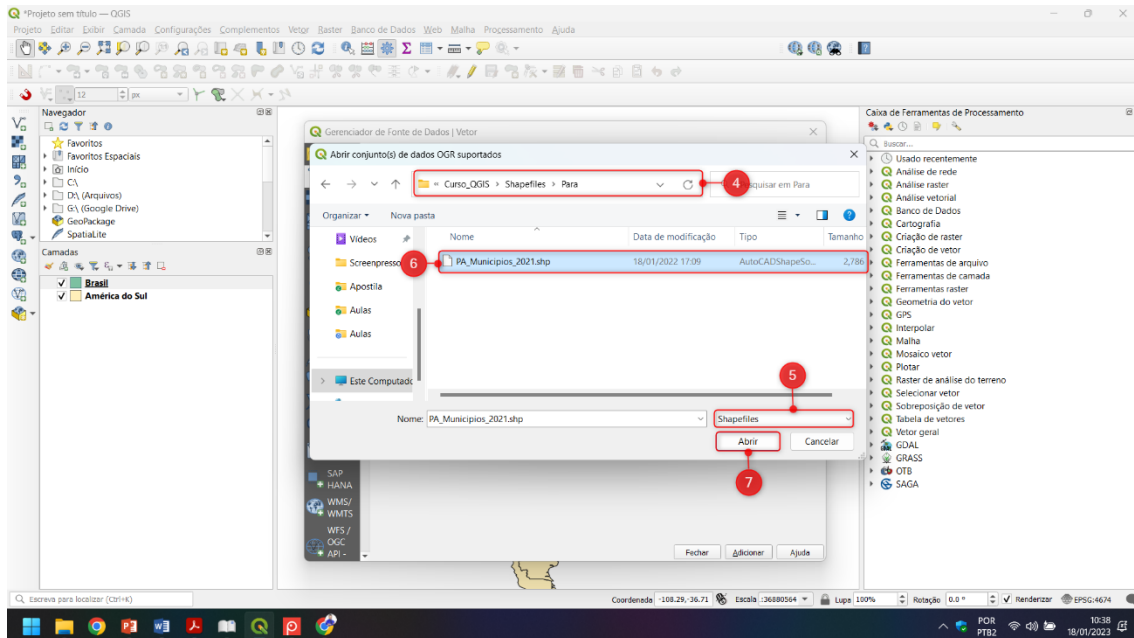 *Projeto sem título — QGIS
Projeto Editar Exibir Camada Configurações Complementos Vetor Raster Banco de Dados Web Malha Processamento Ajuda
12 px
Navegador
Favoritos
Favoritos Espaciais
Início
C:\
D:\ (Arquivos)
G:\ (Google Drive)
GeoPackage
SpatiaLite
Camadas
Brasil
América do Sul
Gerenciador de Fonte de Dados | Vetor
Abrir conjunto(s) de dados OGR suportados
« Curso_QGIS › Shapefiles › Para
4
esquisar em Para
Organizar
Nova pasta
Vídeos
Screenpresso
Apostila
Aulas
Aulas
Este Computad
Nome
Data de modificação
Tipo
Tamanho
6
PA_Municipios_2021.shp
18/01/2022 17:09
AutoCADShapeSo...
2,786
5
Nome: PA_Municipios_2021.shp
Shapefiles
Abrir
Cancelar
7
SAP
HANA
WMS/
WMTS
WFS /
OGC
API -
Fechar
Adicionar
Ajuda
Caixa de Ferramentas de Processamento
Buscar...
Usado recentemente
Análise de rede
Análise raster
Análise vetorial
Banco de Dados
Cartografia
Criação de raster
Criação de vetor
Ferramentas de arquivo
Ferramentas de camada
Ferramentas raster
Geometria do vetor
GPS
Interpolar
Malha
Mosaico vetor
Plotar
Raster de análise do terreno
Selecionar vetor
Sobreposição de vetor
Tabela de vetores
Vetor geral
GDAL
GRASS
OTB
SAGA
Escreva para localizar (Ctrl+K)
Coordenada -108.29,-36.71
Escala :36880564
Lupa 100%
Rotação 0.0 °
Renderizar
EPSG:4674
POR
PTB2
10:38
18/01/2023